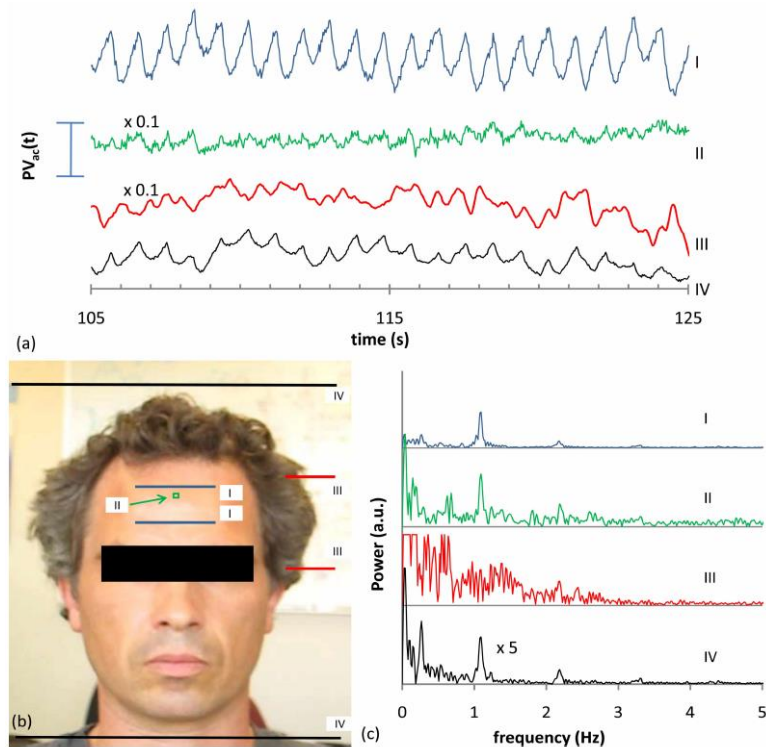 I
x 0.1
II
PVac(t)
x 0.1
III
IV
105 115 125
time (s)
(a)
IV
III
I
II
I
III
IV
(b)
I
II
III
x 5
IV
Power (a.u.)
0 1 2 3 4 5
frequency (Hz)
(c)